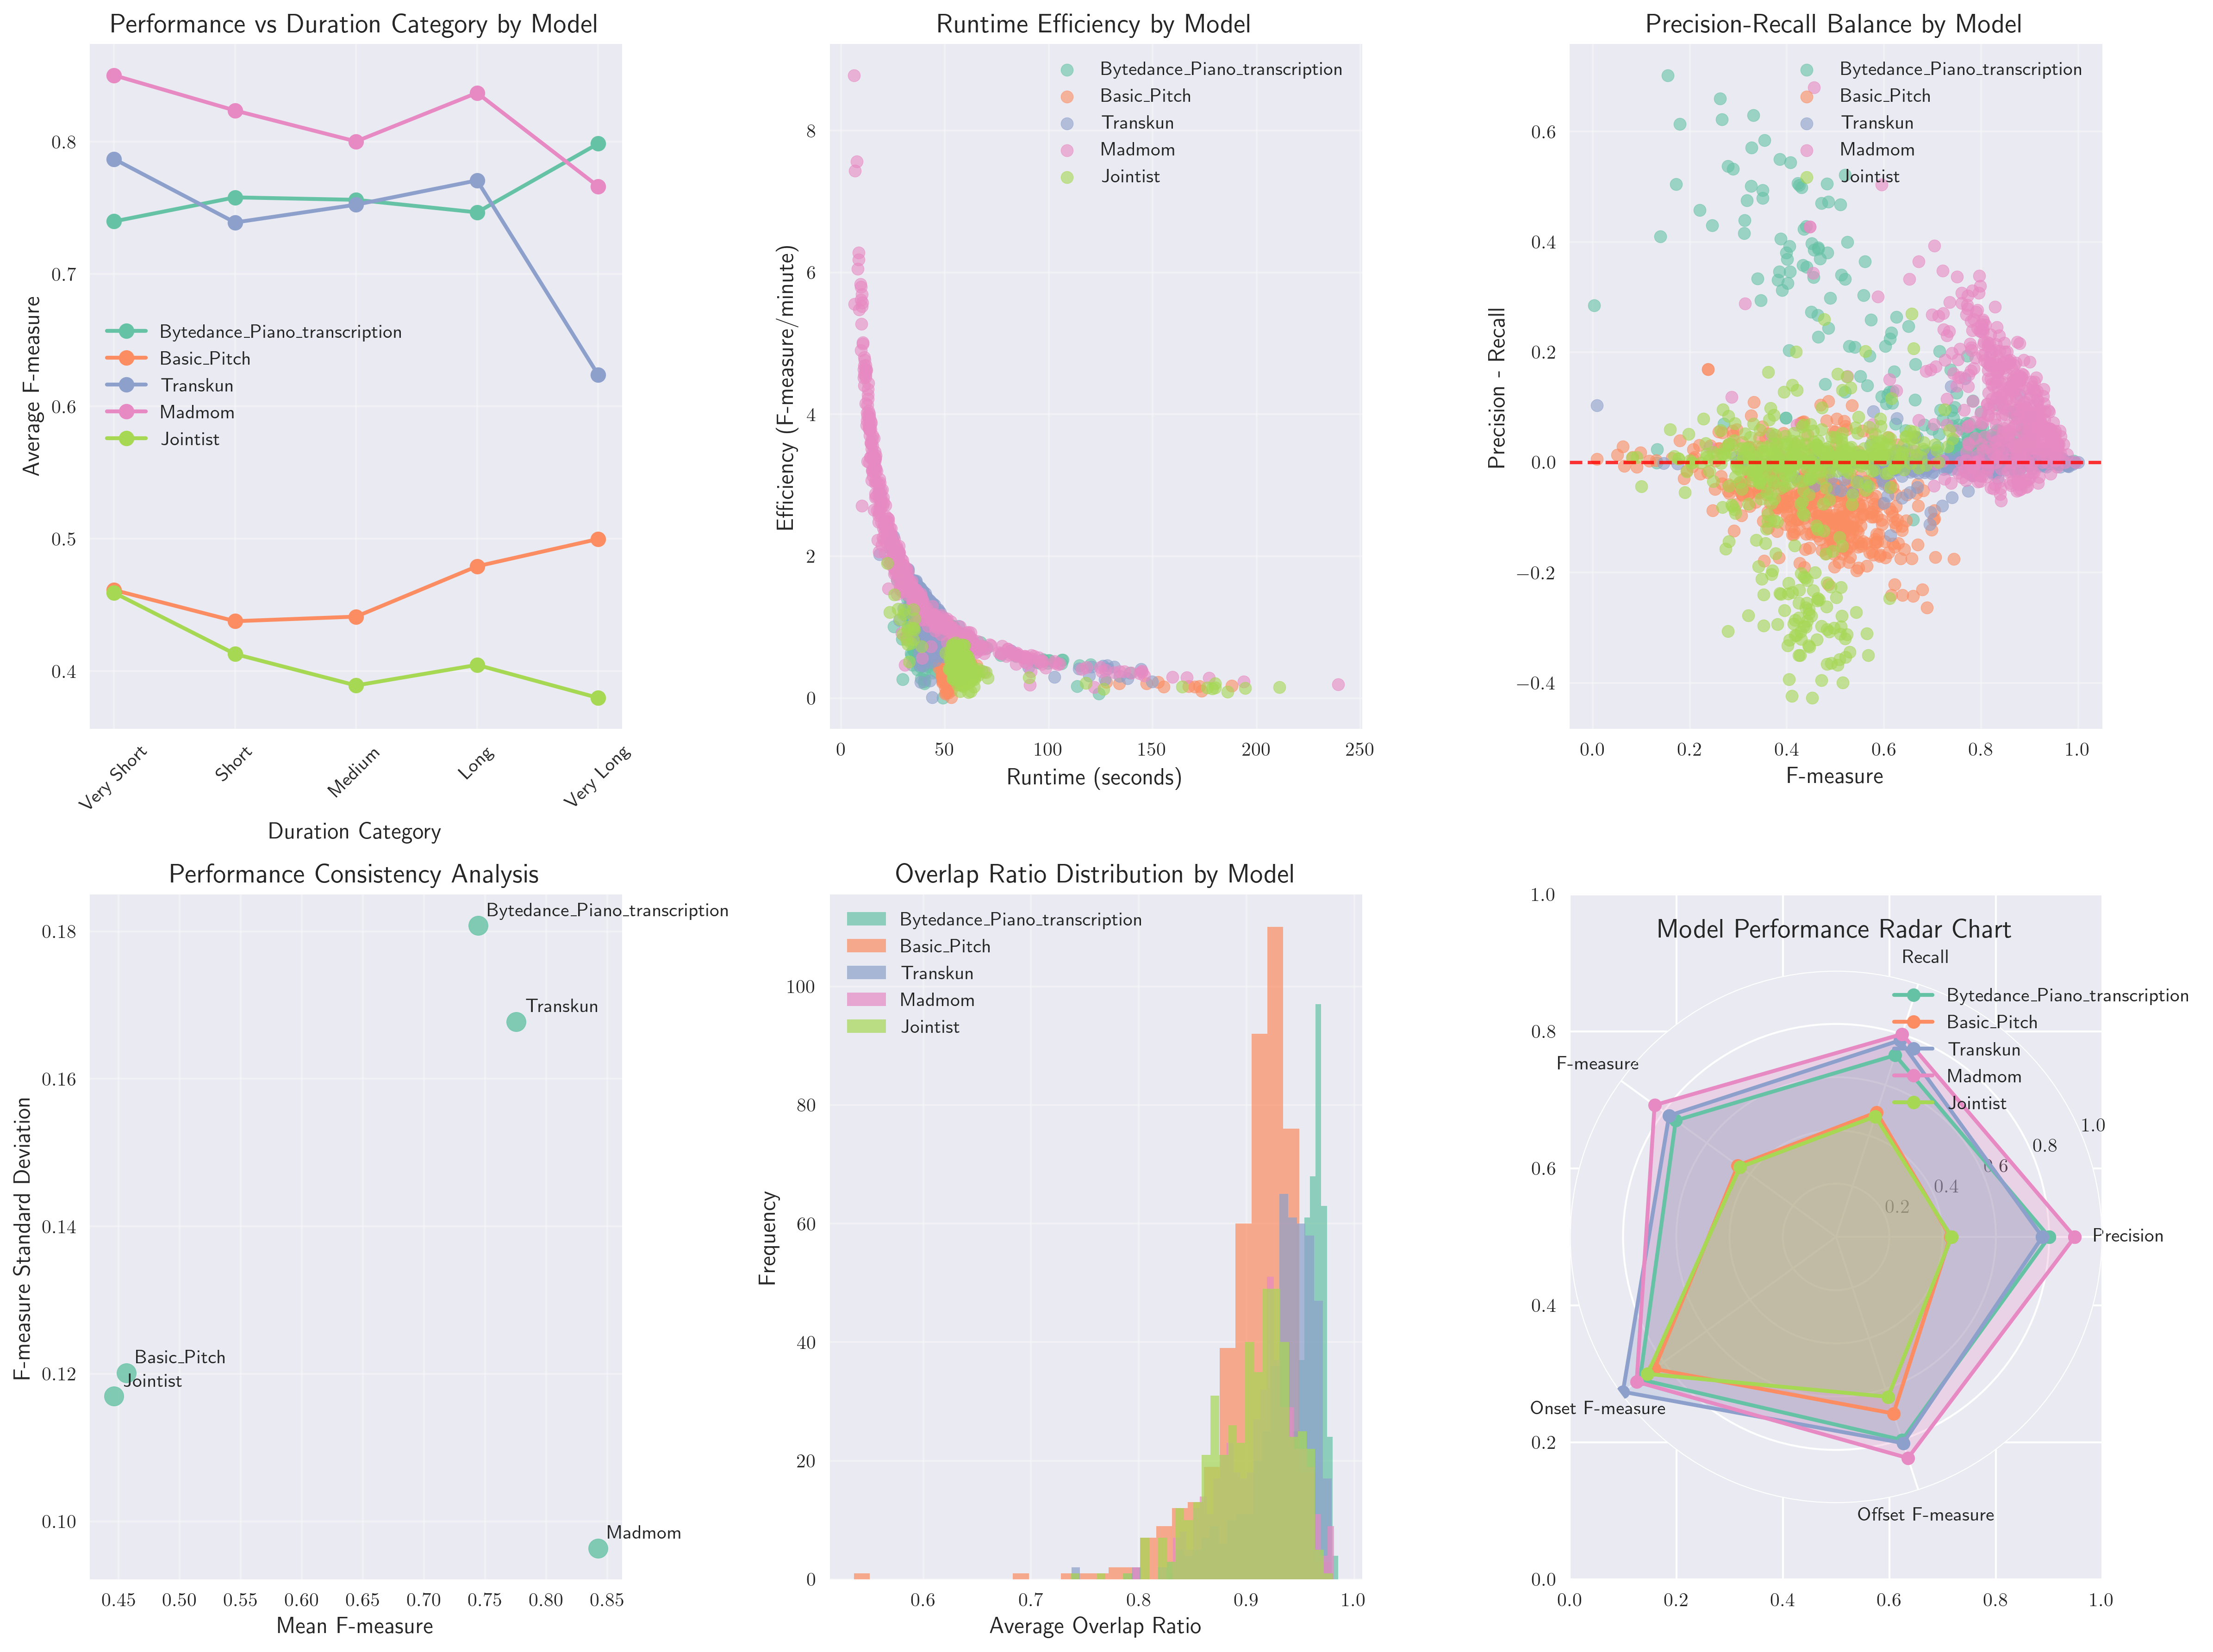 Performance vs Duration Category by Model
Average F-measure
0.8
0.7
0.6
0.5
0.4
Bytedance_Piano_transcription
Basic_Pitch
Transkun
Madmom
Jointist
Very Short
Short
Medium
Long
Very Long
Duration Category
Runtime Efficiency by Model
Efficiency (F-measure/minute)
8
6
4
2
0
Bytedance_Piano_transcription
Basic_Pitch
Transkun
Madmom
Jointist
0 50 100 150 200 250
Runtime (seconds)
Precision-Recall Balance by Model
Precision - Recall
0.6
0.4
0.2
0.0
−0.2
−0.4
Bytedance_Piano_transcription
Basic_Pitch
Transkun
Madmom
Jointist
0.0 0.2 0.4 0.6 0.8 1.0
F-measure
Performance Consistency Analysis
F-measure Standard Deviation
0.18
0.16
0.14
0.12
0.10
Bytedance_Piano_transcription
Transkun
Basic_Pitch
Jointist
Madmom
0.45 0.50 0.55 0.60 0.65 0.70 0.75 0.80 0.85
Mean F-measure
Overlap Ratio Distribution by Model
Frequency
100
80
60
40
20
0
Bytedance_Piano_transcription
Basic_Pitch
Transkun
Madmom
Jointist
0.6 0.7 0.8 0.9 1.0
Average Overlap Ratio
1.0
0.8
0.6
0.4
0.2
0.0
Model Performance Radar Chart
Recall
Bytedance_Piano_transcription
Basic_Pitch
Transkun
Madmom
Jointist
F-measure
1.0
0.8
0.6
0.4
0.2
Precision
Onset F-measure
Offset F-measure
0.0 0.2 0.4 0.6 0.8 1.0